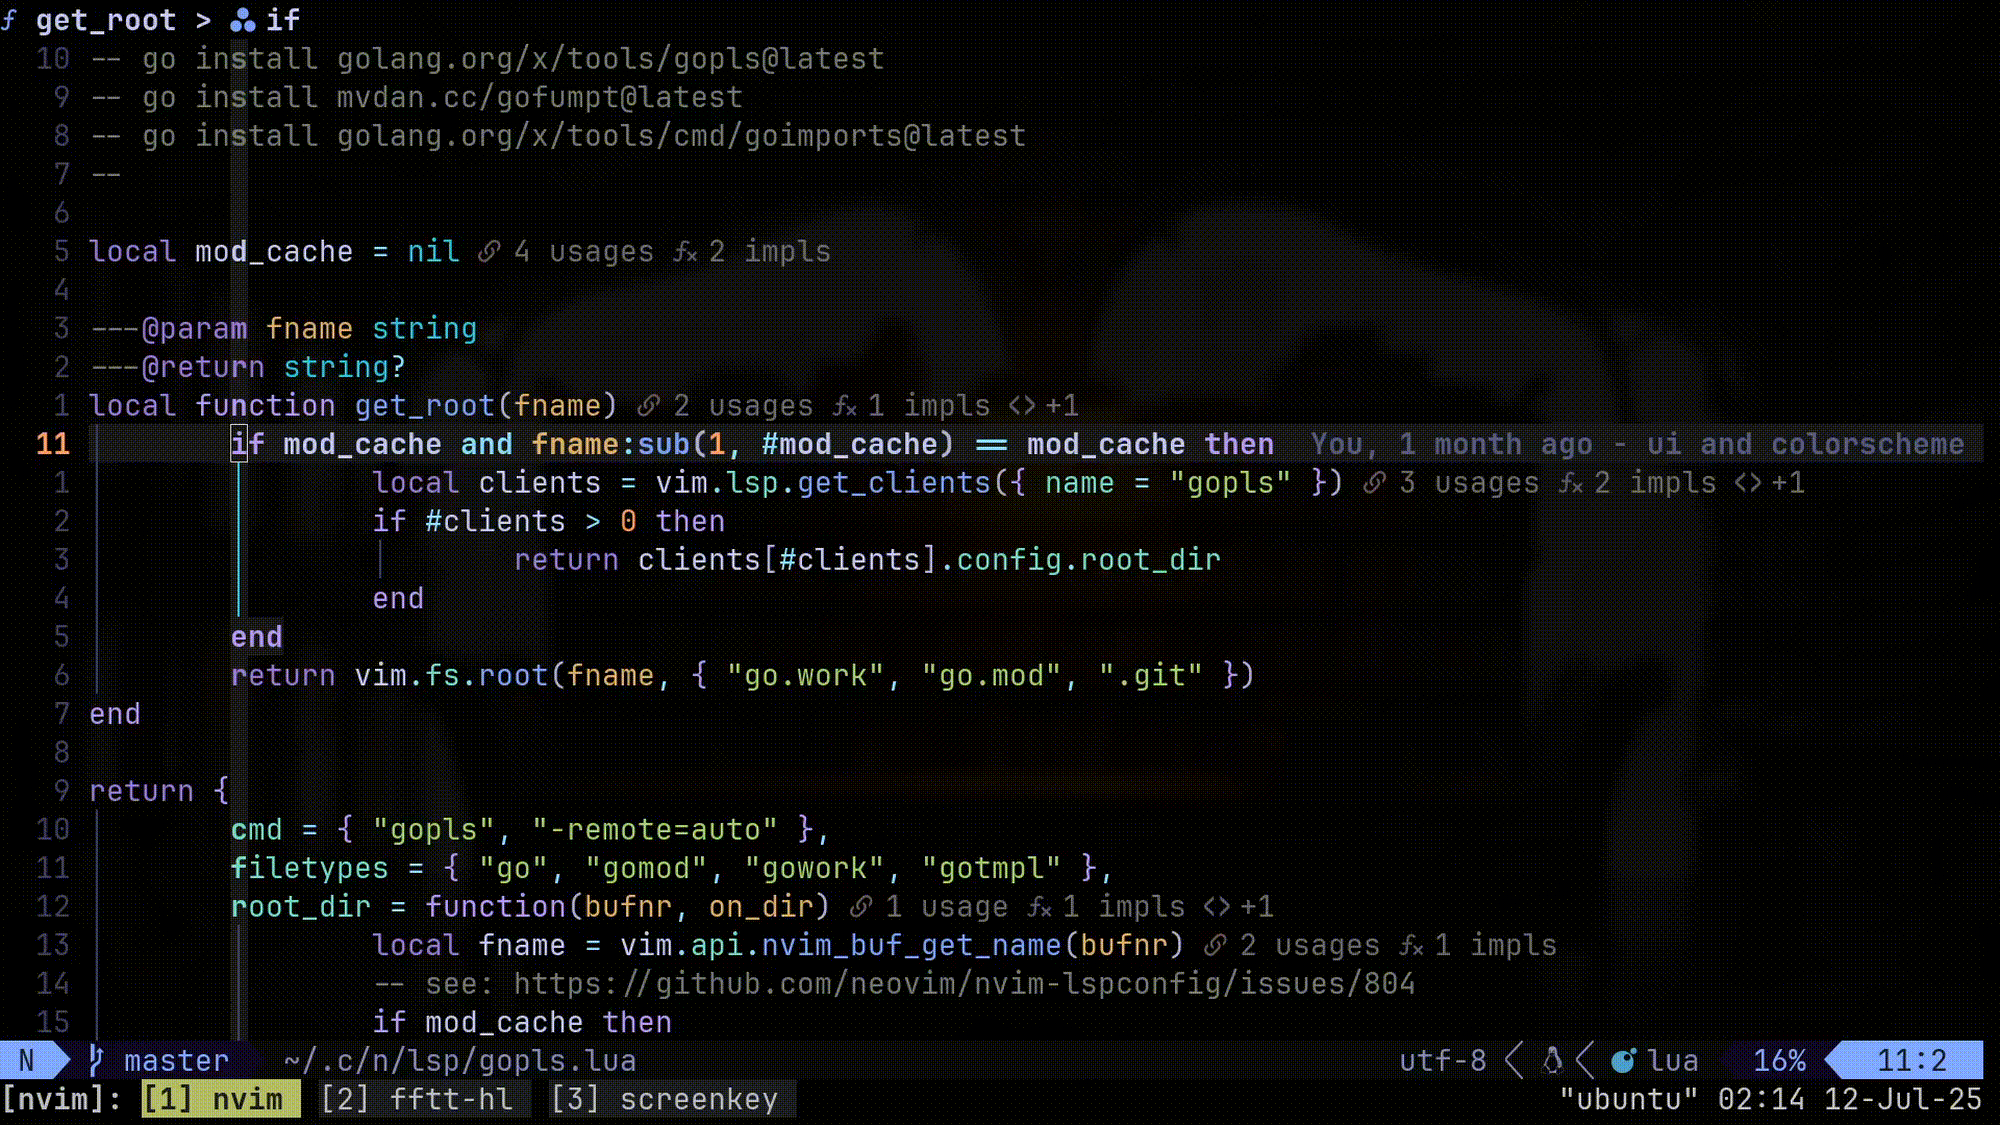 f get_root > if
10 -- go install golang.org/x/tools/gopls@latest
9 -- go install mvdan.cc/gofumpt@latest
8 -- go install golang.org/x/tools/cmd/goimports@latest
7 --
6
5 local mod_cache = nil 4 usages fx 2 impls
4
3 ---@param fname string
2 ---@return string?
1 local function get_root(fname) 2 usages fx 1 impls <> +1
11 if mod_cache and fname:sub(1, #mod_cache) == mod_cache then You, 1 month ago - ui and colorscheme
1 local clients = vim.lsp.get_clients({ name = "gopls" }) 3 usages fx 2 impls <> +1
2 if #clients > 0 then
3 return clients[#clients].config.root_dir
4 end
5 end
6 return vim.fs.root(fname, { "go.work", "go.mod", ".git" })
7 end
8
9 return {
10 cmd = { "gopls", "-remote=auto" },
11 filetypes = { "go", "gomod", "gowork", "gotmpl" },
12 root_dir = function(bufnr, on_dir) 1 usage fx 1 impls <> +1
13 local fname = vim.api.nvim_buf_get_name(bufnr) 2 usages fx 1 impls
14 -- see: https://github.com/neovim/nvim-lspconfig/issues/804
15 if mod_cache then
N master ~/.c/n/lsp/gopls.lua utf-8 lua 16% 11:2
[nvim]: [1] nvim [2] fftt-hl [3] screenkey "ubuntu" 02:14 12-Jul-25